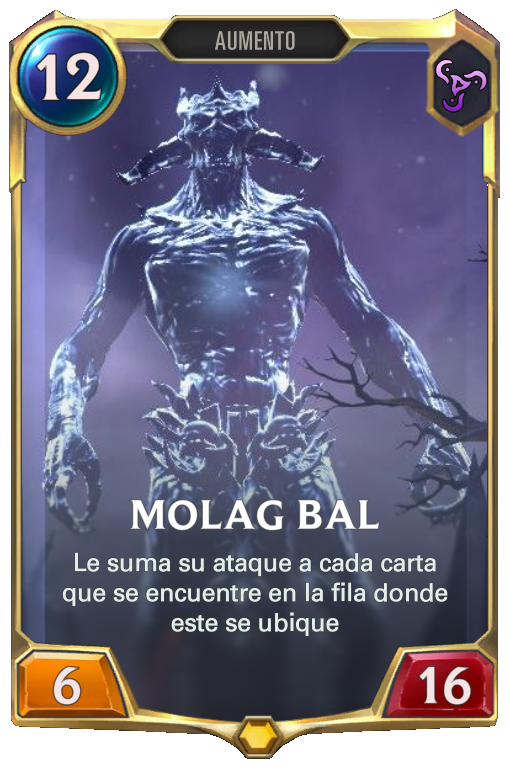 AUMENTO
12
MOLAG BAL
Le suma su ataque a cada carta
que se encuentre en la fila donde
este se ubique
6
16